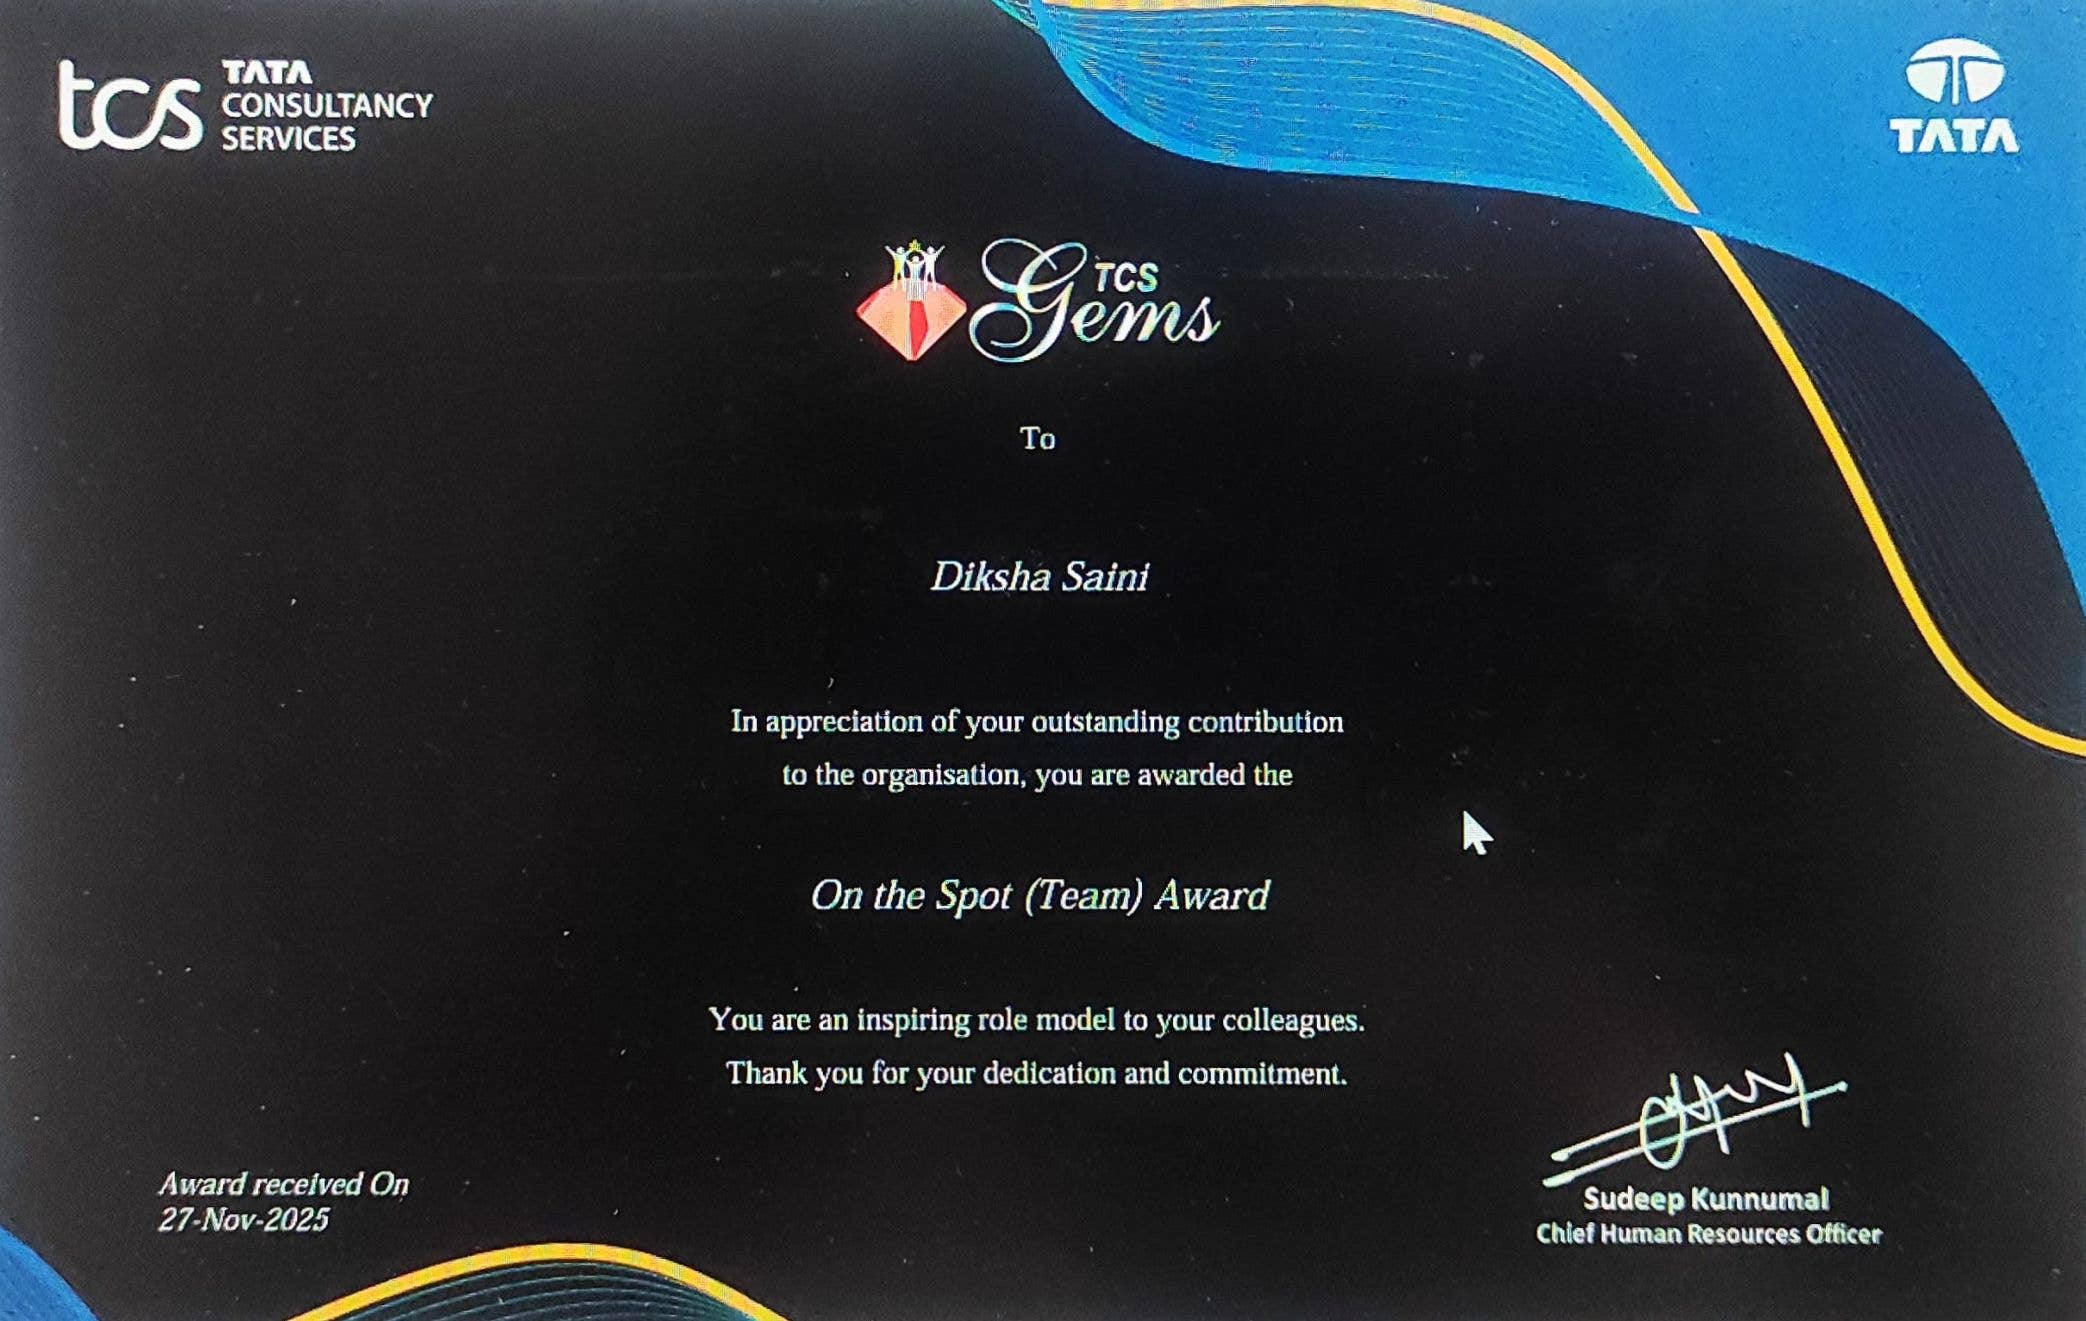 tcs TATA
CONSULTANCY
SERVICES
TATA
TCS
Gems
To
Diksha Saini
In appreciation of your outstanding contribution
to the organisation, you are awarded the
On the Spot (Team) Award
You are an inspiring role model to your colleagues.
Thank you for your dedication and commitment.
Award received On
27-Nov-2025
Sudeep Kunnumal
Chief Human Resources Officer